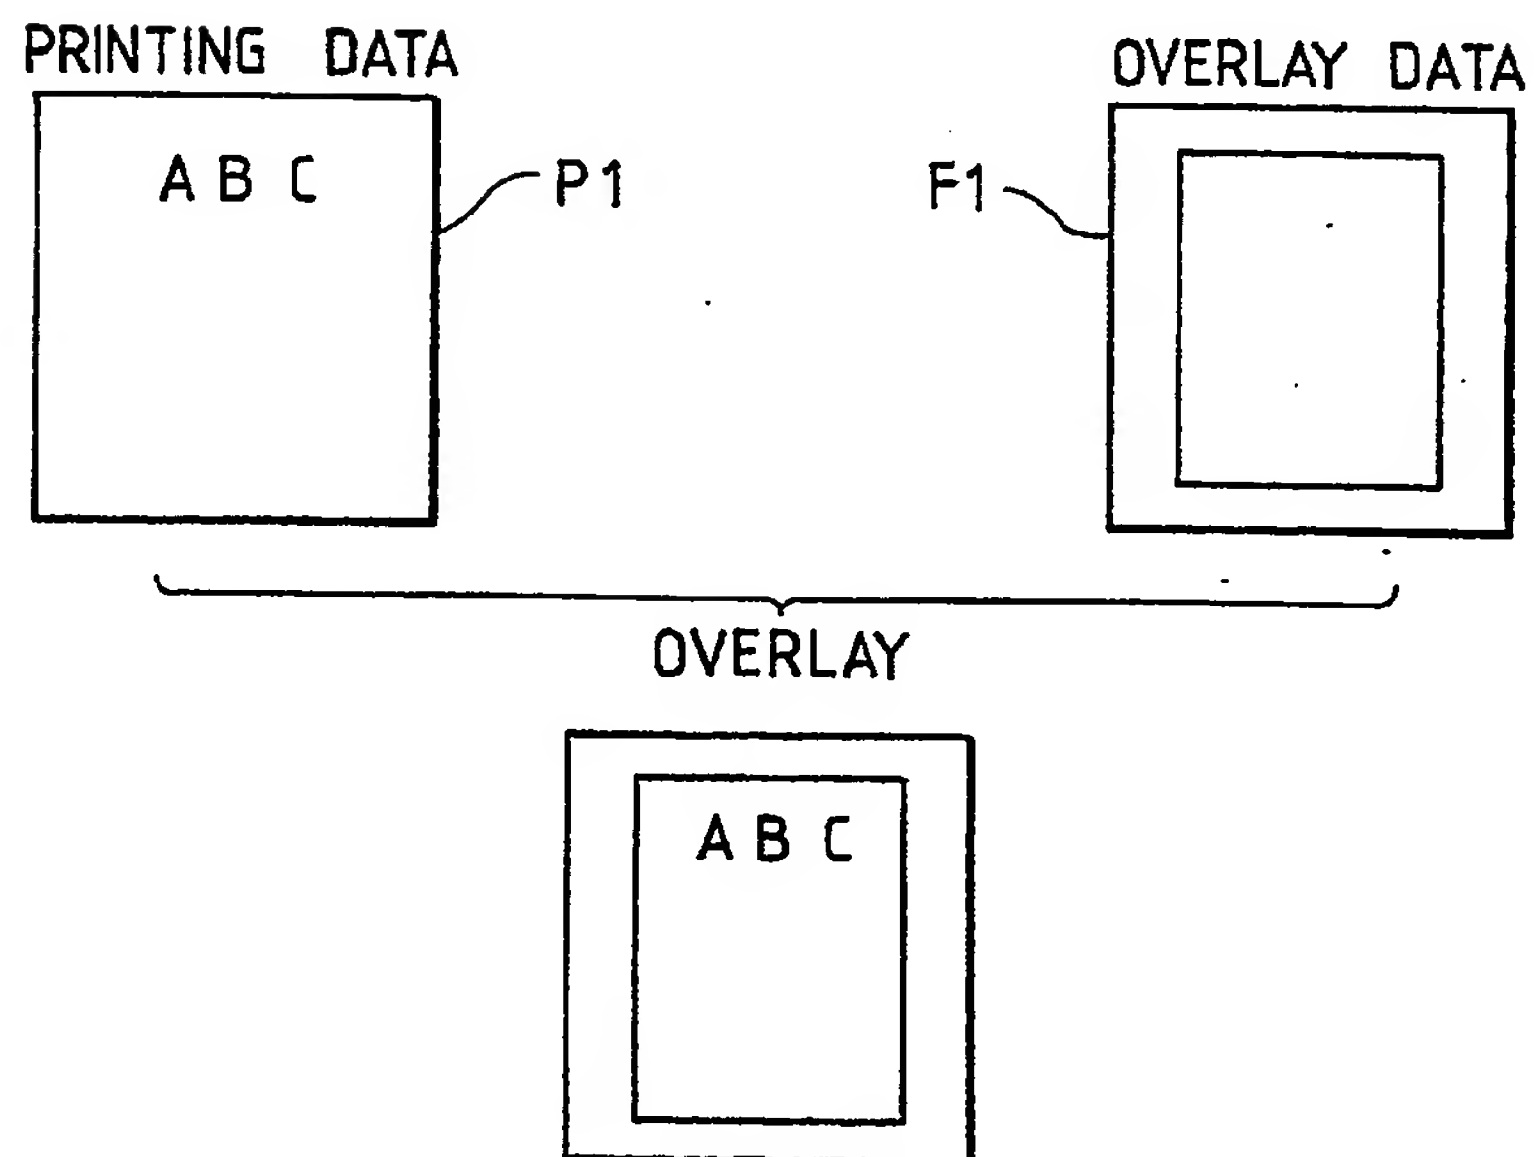 PRINTING DATA
OVERLAY DATA
A B C
P1
F1
OVERLAY
A B C